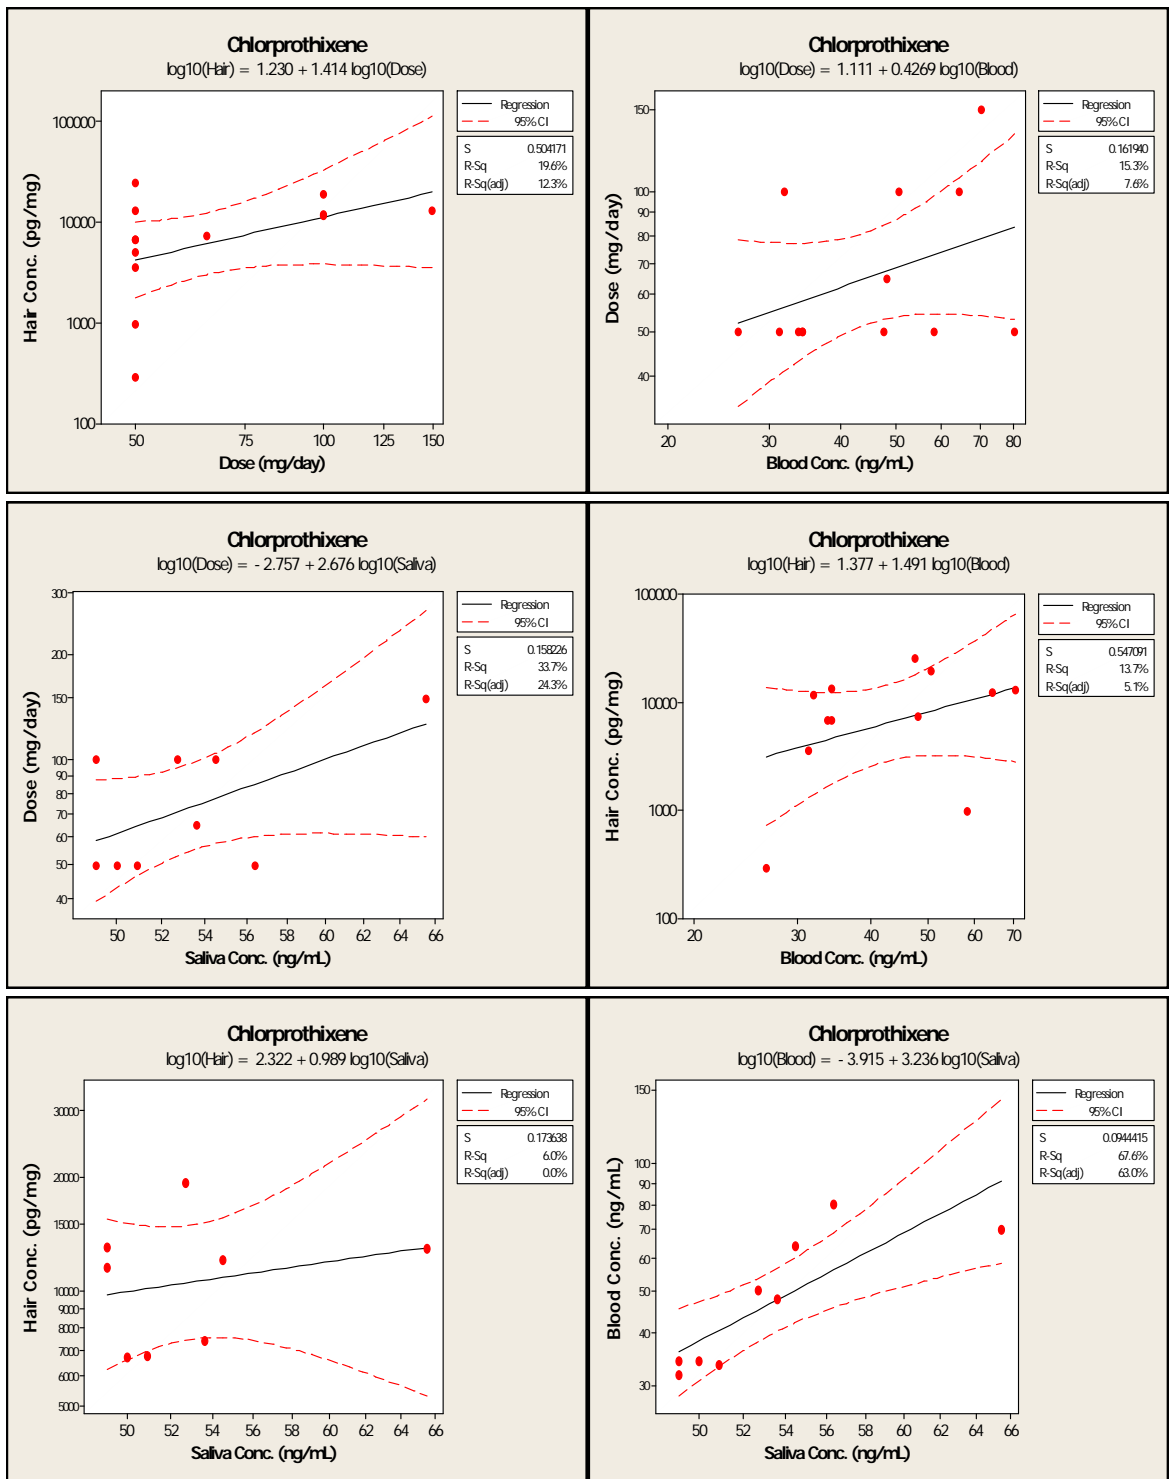 Chlorprothixene
log10(Hair) = 1.230 + 1.414 log10(Dose)
100000
10000
1000
100
Hair Conc. (pg/mg)
50 75 100 125 150
Dose (mg/day)
Regression
95% CI
S 0.504171
R-Sq 19.6%
R-Sq(adj) 12.3%
Chlorprothixene
log10(Dose) = 1.111 + 0.4269 log10(Blood)
150
100
90
80
70
60
50
40
Dose (mg/day)
20 30 40 50 60 70 80
Blood Conc. (ng/mL)
Regression
95% CI
S 0.161940
R-Sq 15.3%
R-Sq(adj) 7.6%
Chlorprothixene
log10(Dose) = - 2.757 + 2.676 log10(Saliva)
300
200
150
100
90
80
70
60
50
40
Dose (mg/day)
50 52 54 56 58 60 62 64 66
Saliva Conc. (ng/mL)
Regression
95% CI
S 0.158226
R-Sq 33.7%
R-Sq(adj) 24.3%
Chlorprothixene
log10(Hair) = 1.377 + 1.491 log10(Blood)
100000
10000
1000
100
Hair Conc. (pg/mg)
20 30 40 50 60 70
Blood Conc. (ng/mL)
Regression
95% CI
S 0.547091
R-Sq 13.7%
R-Sq(adj) 5.1%
Chlorprothixene
log10(Hair) = 2.322 + 0.989 log10(Saliva)
30000
20000
15000
10000
9000
8000
7000
6000
5000
Hair Conc. (pg/mg)
50 52 54 56 58 60 62 64 66
Saliva Conc. (ng/mL)
Regression
95% CI
S 0.173638
R-Sq 6.0%
R-Sq(adj) 0.0%
Chlorprothixene
log10(Blood) = - 3.915 + 3.236 log10(Saliva)
150
100
90
80
70
60
50
40
30
Blood Conc. (ng/mL)
50 52 54 56 58 60 62 64 66
Saliva Conc. (ng/mL)
Regression
95% CI
S 0.0944415
R-Sq 67.6%
R-Sq(adj) 63.0%